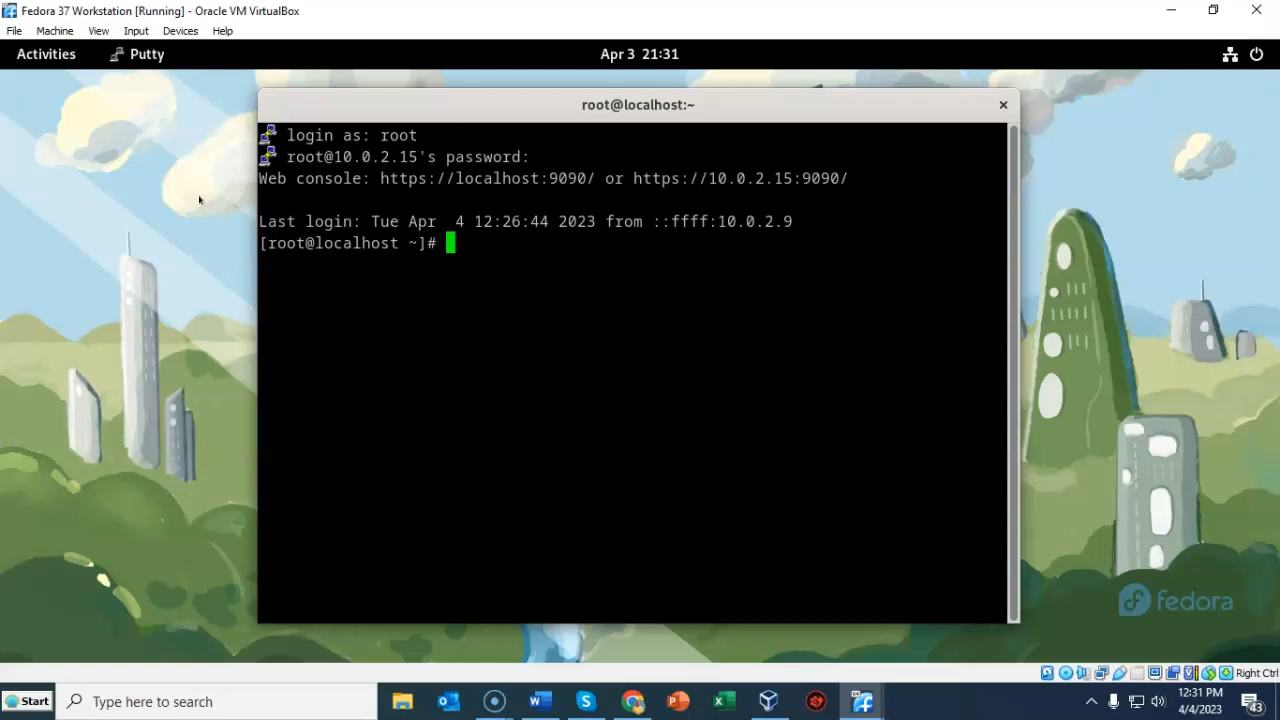 Fedora 37 Workstation [Running] - Oracle VM VirtualBox
File Machine View Input Devices Help
Activities Putty Apr 3 21:31
root@localhost:~
login as: root
root@10.0.2.15's password:
Web console: https://localhost:9090/ or https://10.0.2.15:9090/
Last login: Tue Apr  4 12:26:44 2023 from ::ffff:10.0.2.9
[root@localhost ~]#
fedora
Right Ctrl
Start Type here to search
12:31 PM
4/4/2023
43